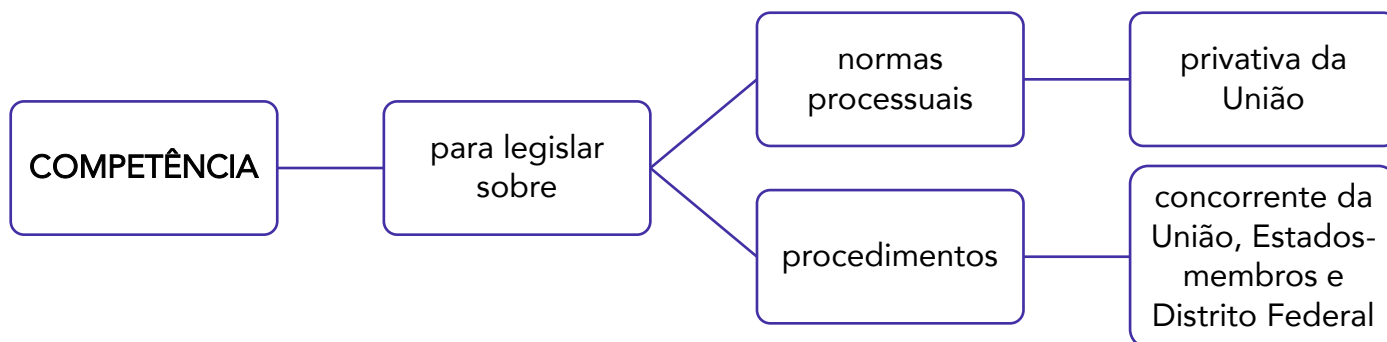 COMPETÊNCIA
para legislar
sobre
normas
processuais
privativa da
União
procedimentos
concorrente da
União, Estados-
membros e
Distrito Federal